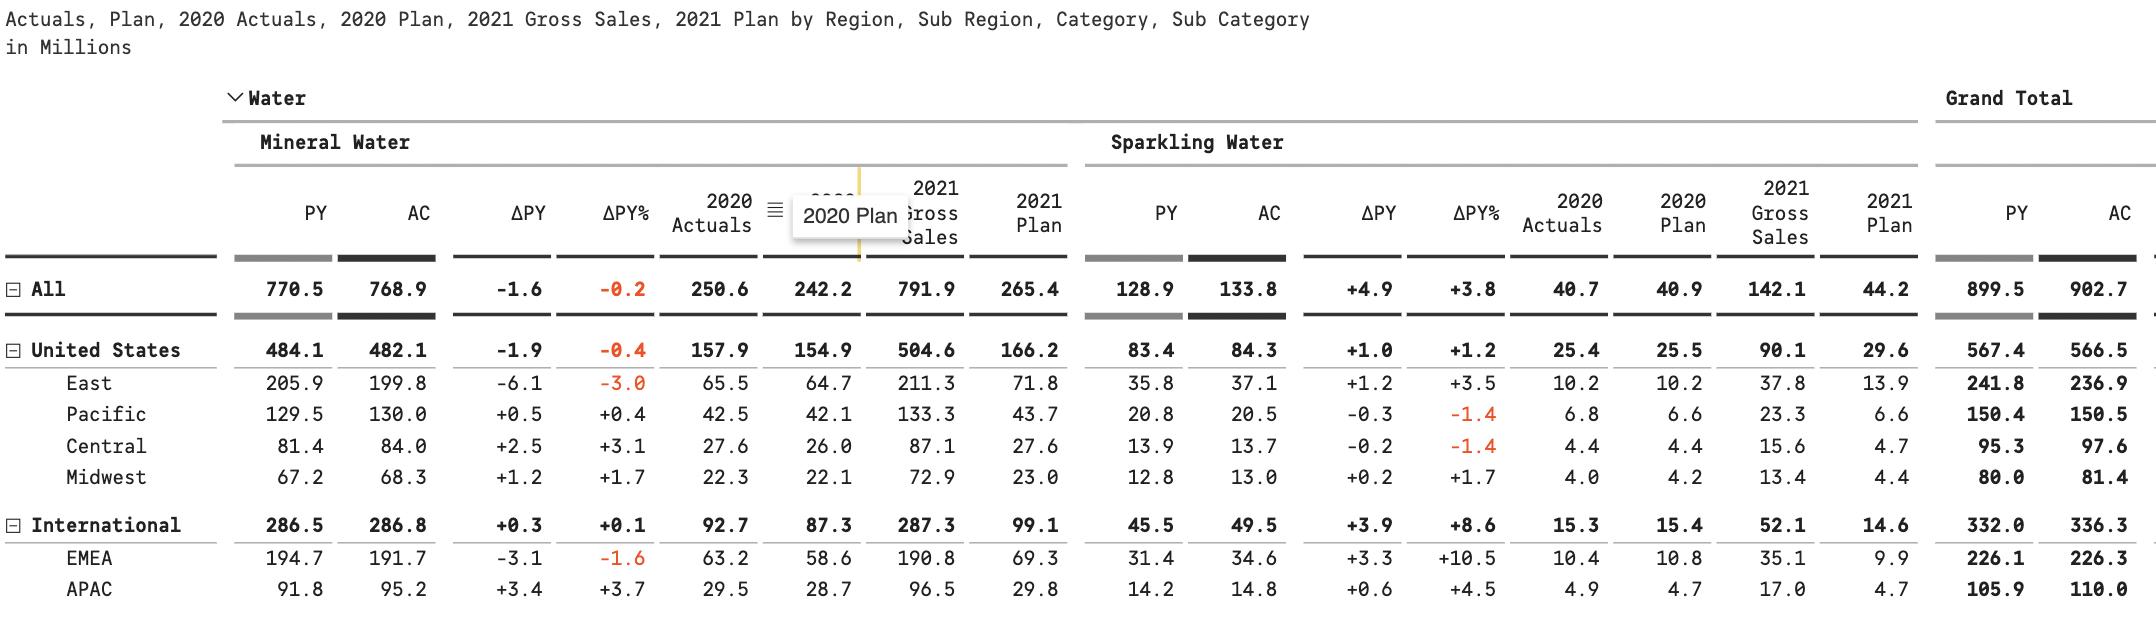 Actuals, Plan, 2020 Actuals, 2020 Plan, 2021 Gross Sales, 2021 Plan by Region, Sub Region, Category, Sub Category
in Millions
Water Grand Total
Mineral Water Sparkling Water
PY AC ΔPY ΔPY% 2020 Actuals 2020 Plan 2021 Gross Sales 2021 Plan PY AC ΔPY ΔPY% 2020 Actuals 2020 Plan 2021 Gross Sales 2021 Plan PY AC
All 770.5 768.9 -1.6 -0.2 250.6 242.2 791.9 265.4 128.9 133.8 +4.9 +3.8 40.7 40.9 142.1 44.2 899.5 902.7
United States 484.1 482.1 -1.9 -0.4 157.9 154.9 504.6 166.2 83.4 84.3 +1.0 +1.2 25.4 25.5 90.1 29.6 567.4 566.5
East 205.9 199.8 -6.1 -3.0 65.5 64.7 211.3 71.8 35.8 37.1 +1.2 +3.5 10.2 10.2 37.8 13.9 241.8 236.9
Pacific 129.5 130.0 +0.5 +0.4 42.5 42.1 133.3 43.7 20.8 20.5 -0.3 -1.4 6.8 6.6 23.3 6.6 150.4 150.5
Central 81.4 84.0 +2.5 +3.1 27.6 26.0 87.1 27.6 13.9 13.7 -0.2 -1.4 4.4 4.4 15.6 4.7 95.3 97.6
Midwest 67.2 68.3 +1.2 +1.7 22.3 22.1 72.9 23.0 12.8 13.0 +0.2 +1.7 4.0 4.2 13.4 4.4 80.0 81.4
International 286.5 286.8 +0.3 +0.1 92.7 87.3 287.3 99.1 45.5 49.5 +3.9 +8.6 15.3 15.4 52.1 14.6 332.0 336.3
EMEA 194.7 191.7 -3.1 -1.6 63.2 58.6 190.8 69.3 31.4 34.6 +3.3 +10.5 10.4 10.8 35.1 9.9 226.1 226.3
APAC 91.8 95.2 +3.4 +3.7 29.5 28.7 96.5 29.8 14.2 14.8 +0.6 +4.5 4.9 4.7 17.0 4.7 105.9 110.0